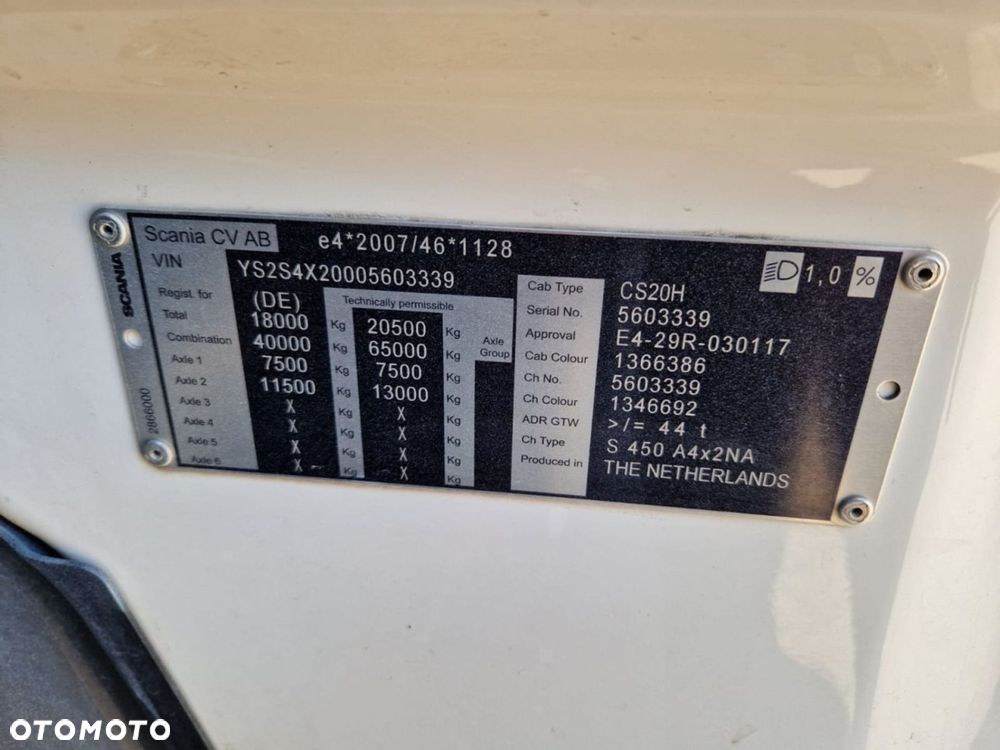 Scania CV AB e4*2007/46*1128
VIN YS2S4X20005603339
SCANIA
2866000
Regist. for (DE) Technically permissible
Total 18000 Kg 20500 Kg
Combination 40000 Kg 65000 Kg
Axle 1 7500 Kg 7500 Kg
Axle 2 11500 Kg 13000 Kg
Axle 3 X Kg X Kg
Axle 4 X Kg X Kg
Axle 5 X Kg X Kg
Axle 6 X Kg X Kg
Axle
Group
1,0 %
Cab Type CS20H
Serial No. 5603339
Approval E4-29R-030117
Cab Colour 1366386
Ch No. 5603339
Ch Colour 1346692
ADR GTW >/= 44 t
Ch Type S 450 A4x2NA
Produced in THE NETHERLANDS
OTOMOTO